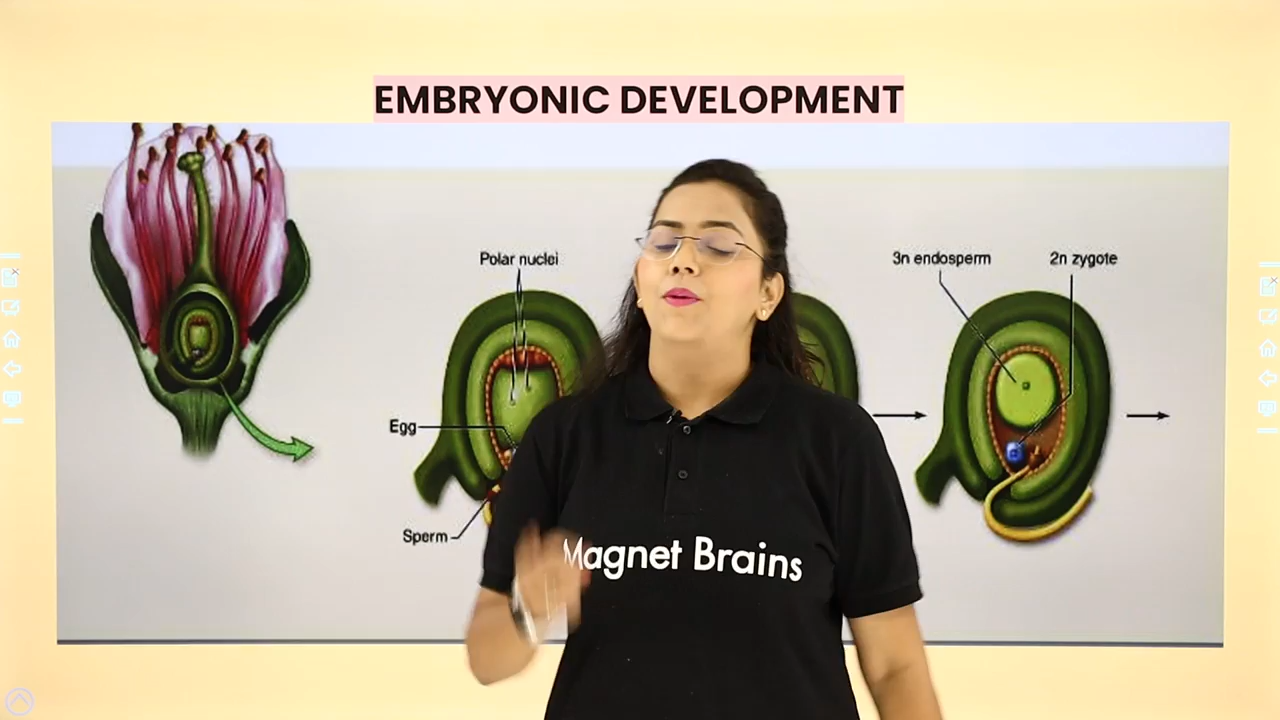 EMBRYONIC DEVELOPMENT
Polar nuclei
3n endosperm
2n zygote
Egg
Sperm
Magnet Brains